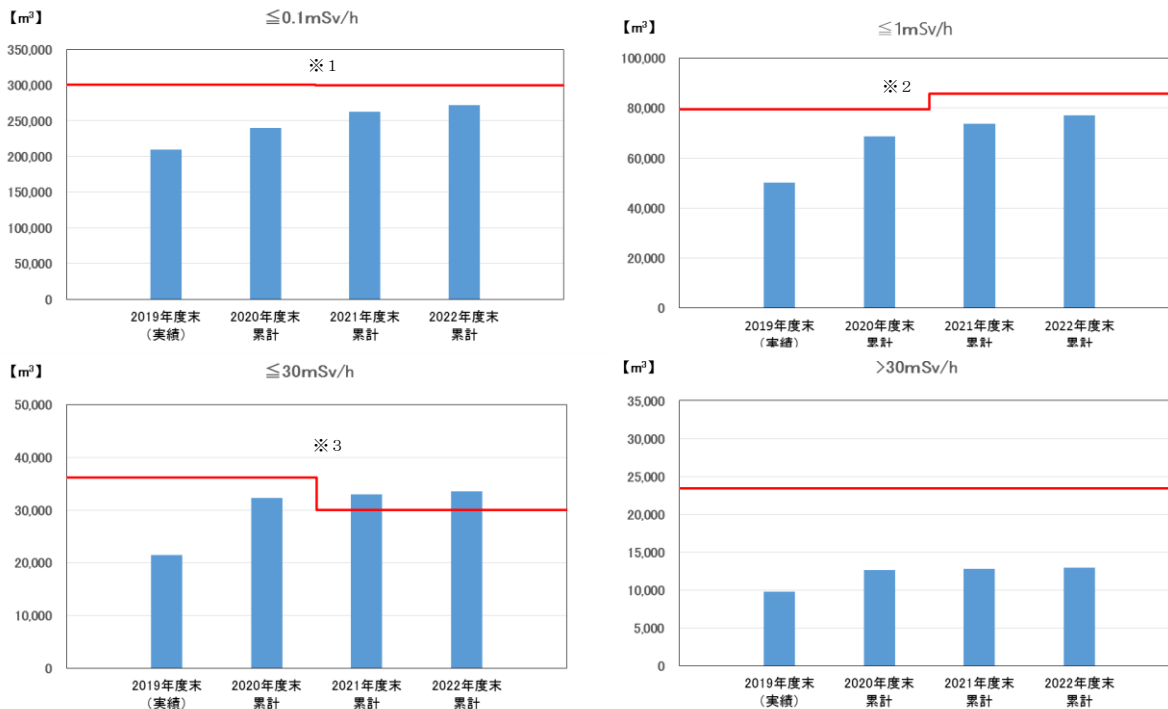 【m³】
≦0.1mSv/h
350,000
300,000
250,000
200,000
150,000
100,000
50,000
0
※1
2019年度末
(実績)
2020年度末
累計
2021年度末
累計
2022年度末
累計
【m³】
≦1mSv/h
100,000
80,000
60,000
40,000
20,000
0
※2
2019年度末
(実績)
2020年度末
累計
2021年度末
累計
2022年度末
累計
【m³】
≦30mSv/h
50,000
40,000
30,000
20,000
10,000
0
※3
2019年度末
(実績)
2020年度末
累計
2021年度末
累計
2022年度末
累計
【m³】
>30mSv/h
35,000
30,000
25,000
20,000
15,000
10,000
5,000
0
2019年度末
(実績)
2020年度末
累計
2021年度末
累計
2022年度末
累計